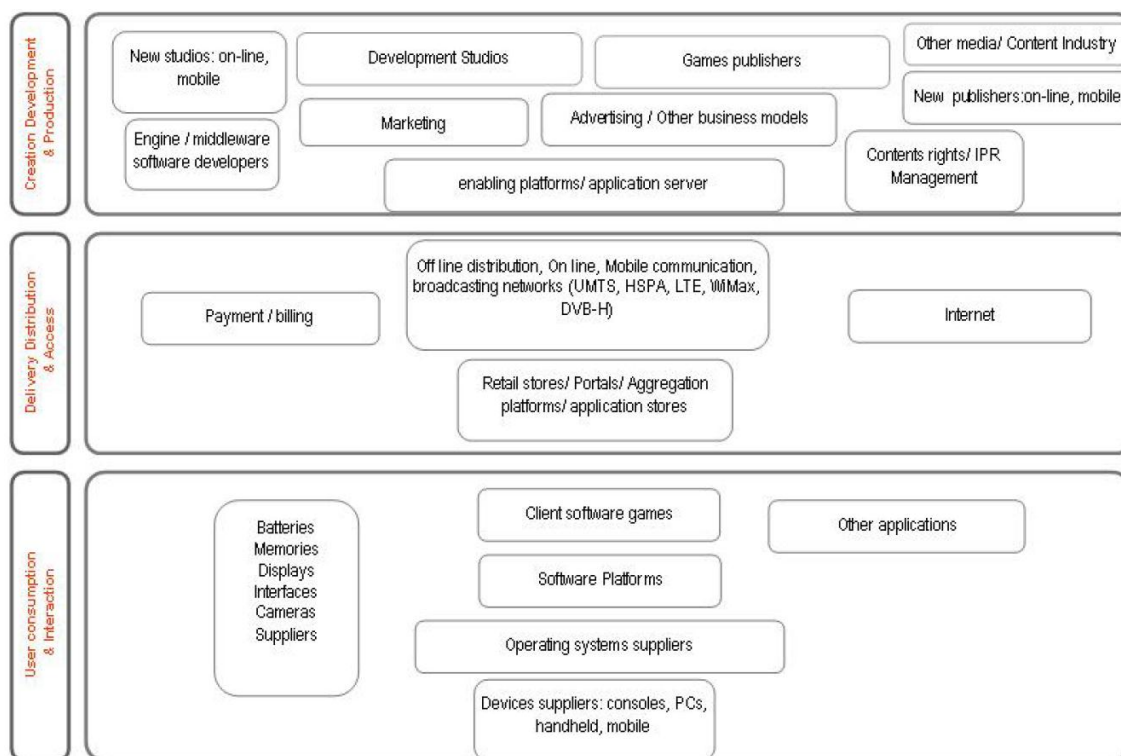 Creation Development
& Production
New studios: on-line,
mobile
Development Studios
Games publishers
Other media/ Content Industry
New publishers:on-line, mobile
Engine / middleware
software developers
Marketing
Advertising / Other business models
Contents rights/ IPR
Management
enabling platforms/ application server
Delivery Distribution
& Access
Payment / billing
Off line distribution, On line, Mobile communication,
broadcasting networks (UMTS, HSPA, LTE, WiMax,
DVB-H)
Internet
Retail stores/ Portals/ Aggregation
platforms/ application stores
User consumption
& Interaction
Batteries
Memories
Displays
Interfaces
Cameras
Suppliers
Client software games
Other applications
Software Platforms
Operating systems suppliers
Devices suppliers: consoles, PCs,
handheld, mobile